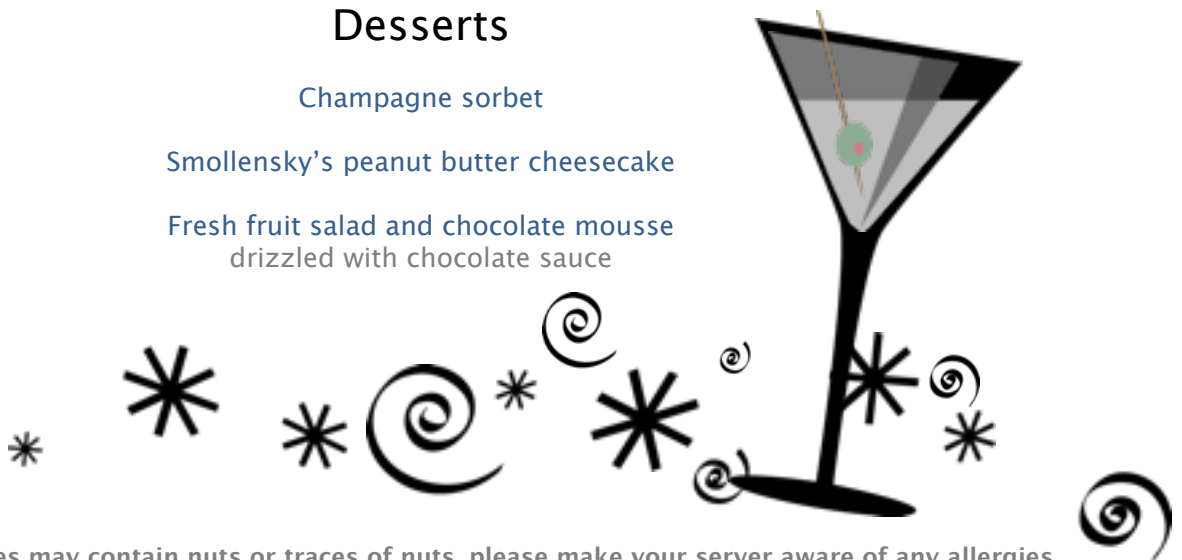 Desserts
Champagne sorbet
Smollensky’s peanut butter cheesecake
Fresh fruit salad and chocolate mousse
drizzled with chocolate sauce
may contain nuts or traces of nuts, please make your server aware of any allergies